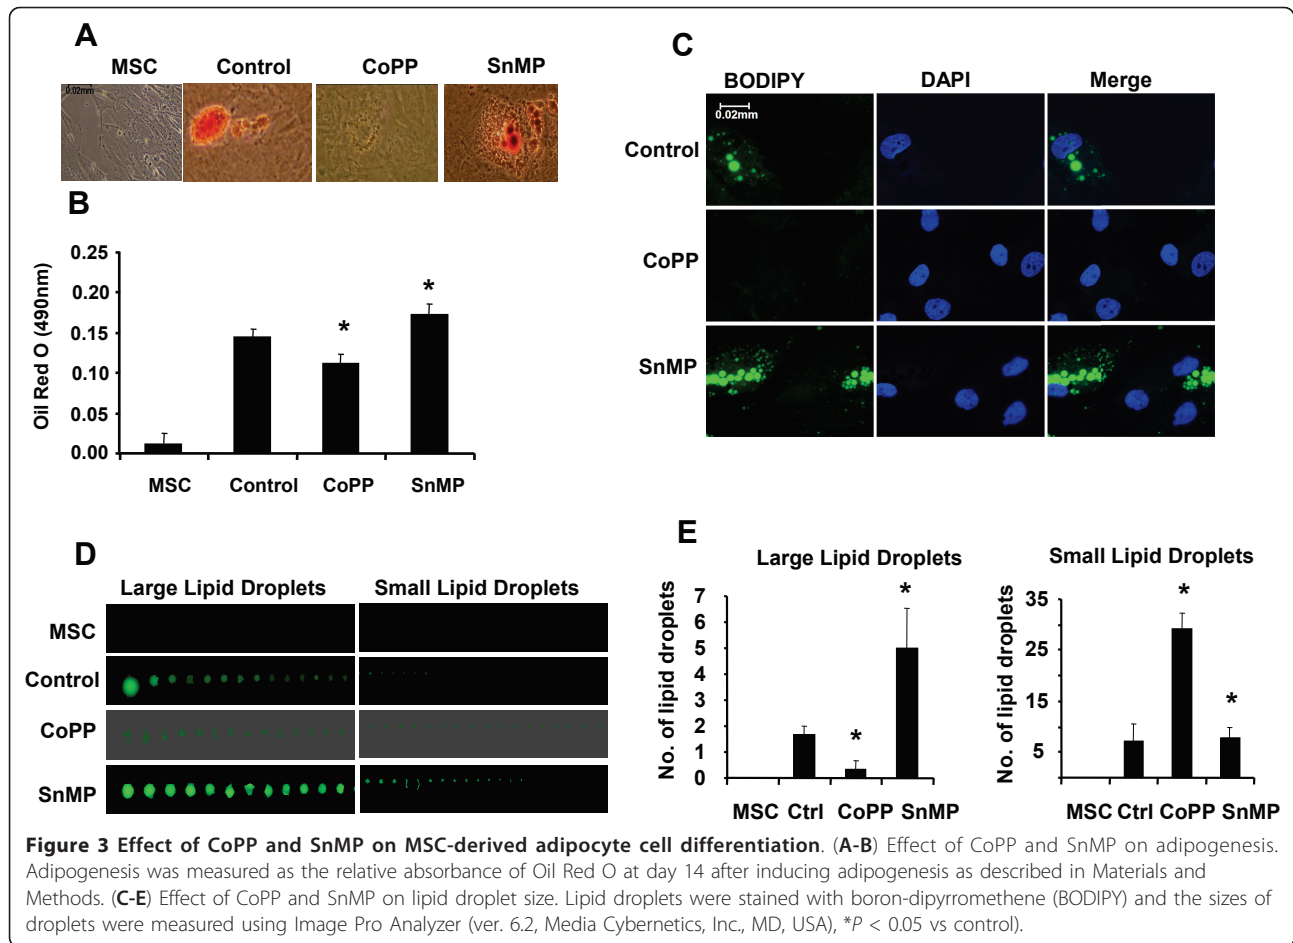 A
MSC Control CoPP SnMP
0.02mm
B
Oil Red O (490nm)
0.25
0.20
0.15
0.10
0.05
0.00
*
*
MSC Control CoPP SnMP
C
BODIPY DAPI Merge
0.02mm
Control
CoPP
SnMP
D
Large Lipid Droplets Small Lipid Droplets
MSC
Control
CoPP
SnMP
E
Large Lipid Droplets
No. of lipid droplets
7
6
5
4
3
2
1
0
*
*
MSC Ctrl CoPP SnMP
Small Lipid Droplets
No. of lipid droplets
35
25
15
5
*
*
MSC Ctrl CoPP SnMP
Figure 3 Effect of CoPP and SnMP on MSC-derived adipocyte cell differentiation. (A-B) Effect of CoPP and SnMP on adipogenesis.
Adipogenesis was measured as the relative absorbance of Oil Red O at day 14 after inducing adipogenesis as described in Materials and
Methods. (C-E) Effect of CoPP and SnMP on lipid droplet size. Lipid droplets were stained with boron-dipyrromethene (BODIPY) and the sizes of
droplets were measured using Image Pro Analyzer (ver. 6.2, Media Cybernetics, Inc., MD, USA), *P < 0.05 vs control).